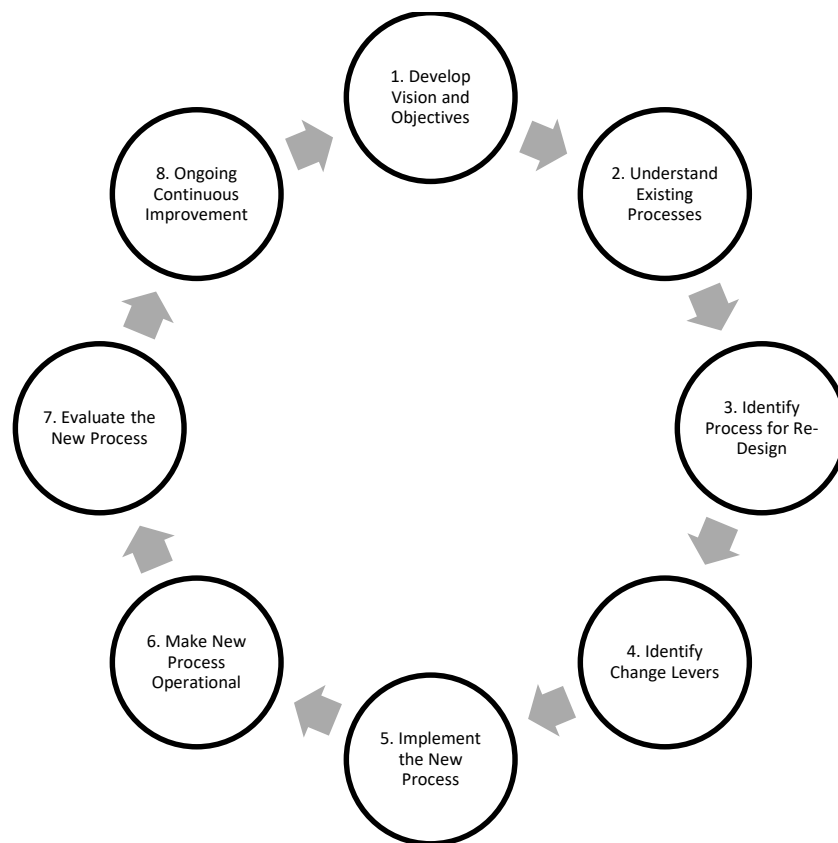 1. Develop
Vision and
Objectives
2. Understand
Existing
Processes
3. Identify
Process for Re-
Design
4. Identify
Change Levers
5. Implement
the New
Process
6. Make New
Process
Operational
7. Evaluate the
New Process
8. Ongoing
Continuous
Improvement